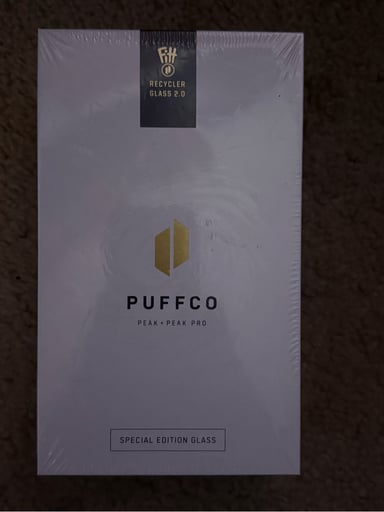 RECYCLER
GLASS 2.0
PUFFCO
PEAK + PEAK PRO
SPECIAL EDITION GLASS